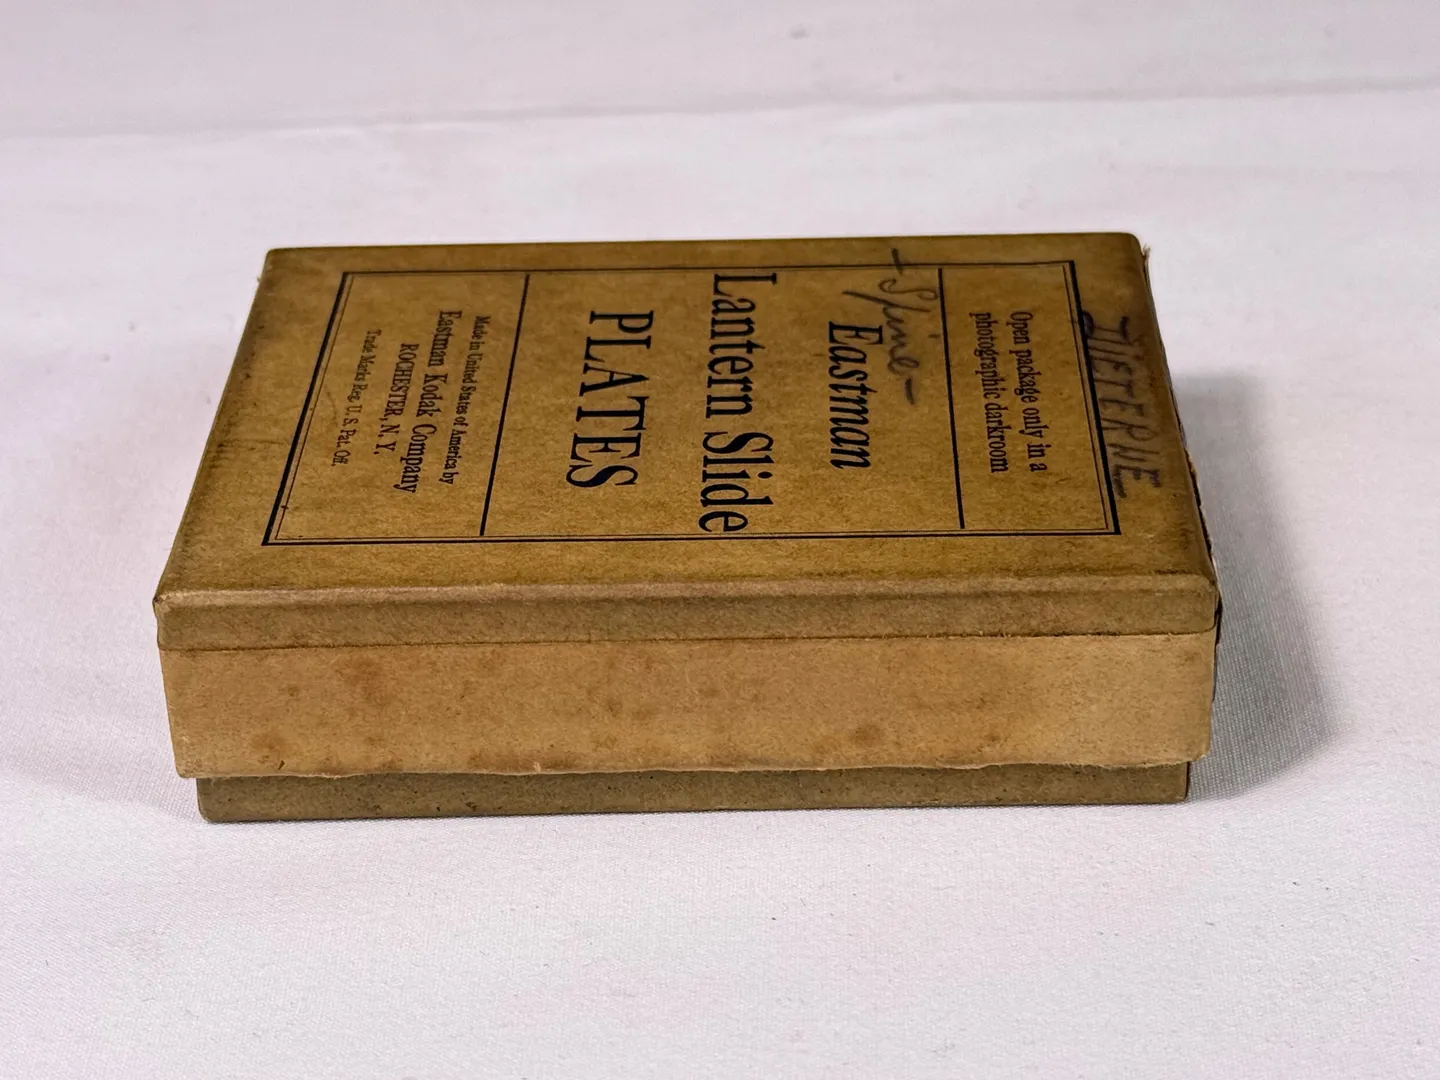 Open package only in a
photographic darkroom
- Spine -
Eastman
Lantern Slide
PLATES
Made in United States of America by
Eastman Kodak Company
ROCHESTER, N. Y.
Trade Marks Reg. U. S. Pat. Off.